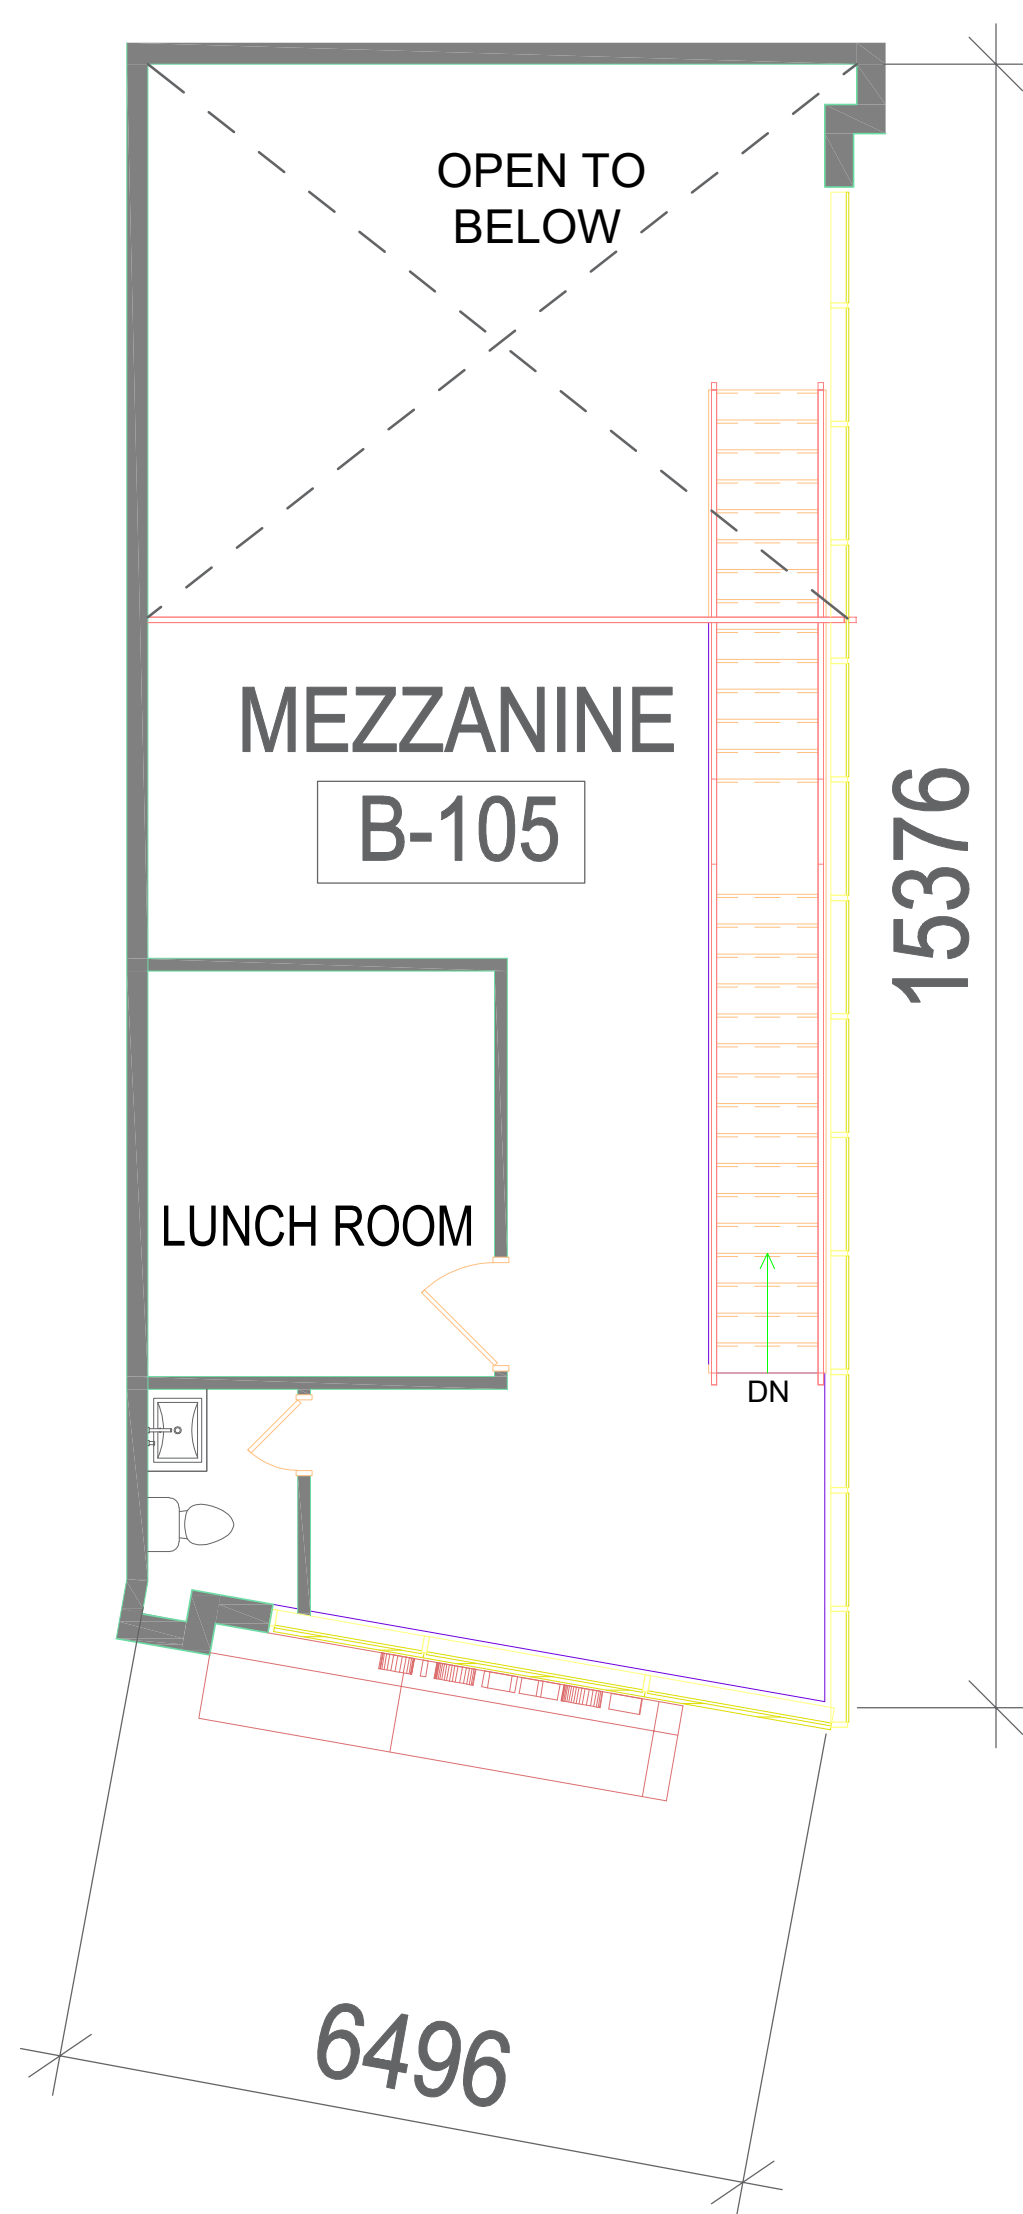 OPEN TO
BELOW
MEZZANINE
B-105
15376
LUNCH ROOM
DN
6496